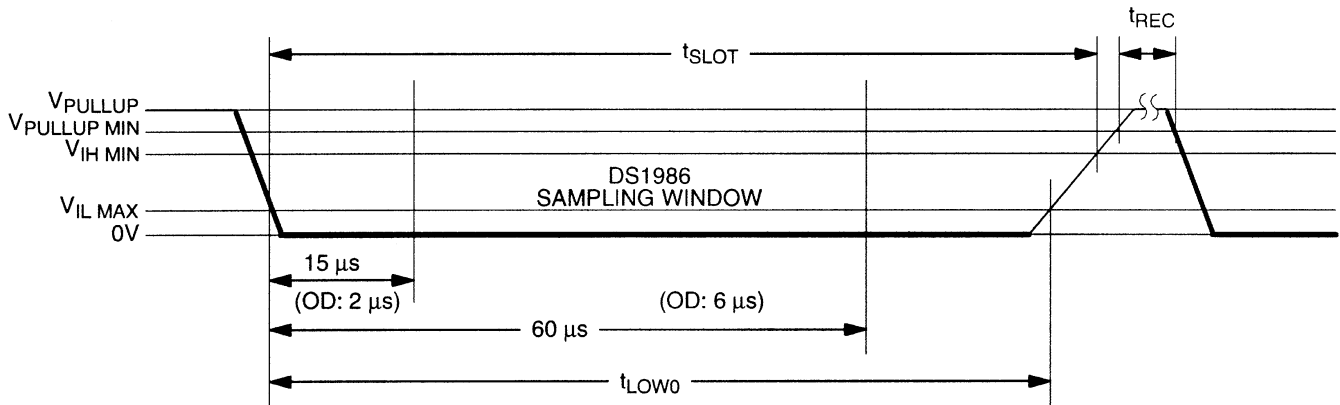 tREC
tSLOT
VPULLUP
VPULLUP MIN
VIH MIN
DS1986
SAMPLING WINDOW
VIL MAX
0V
15 µs
(OD: 2 µs)
(OD: 6 µs)
60 µs
tLOW0